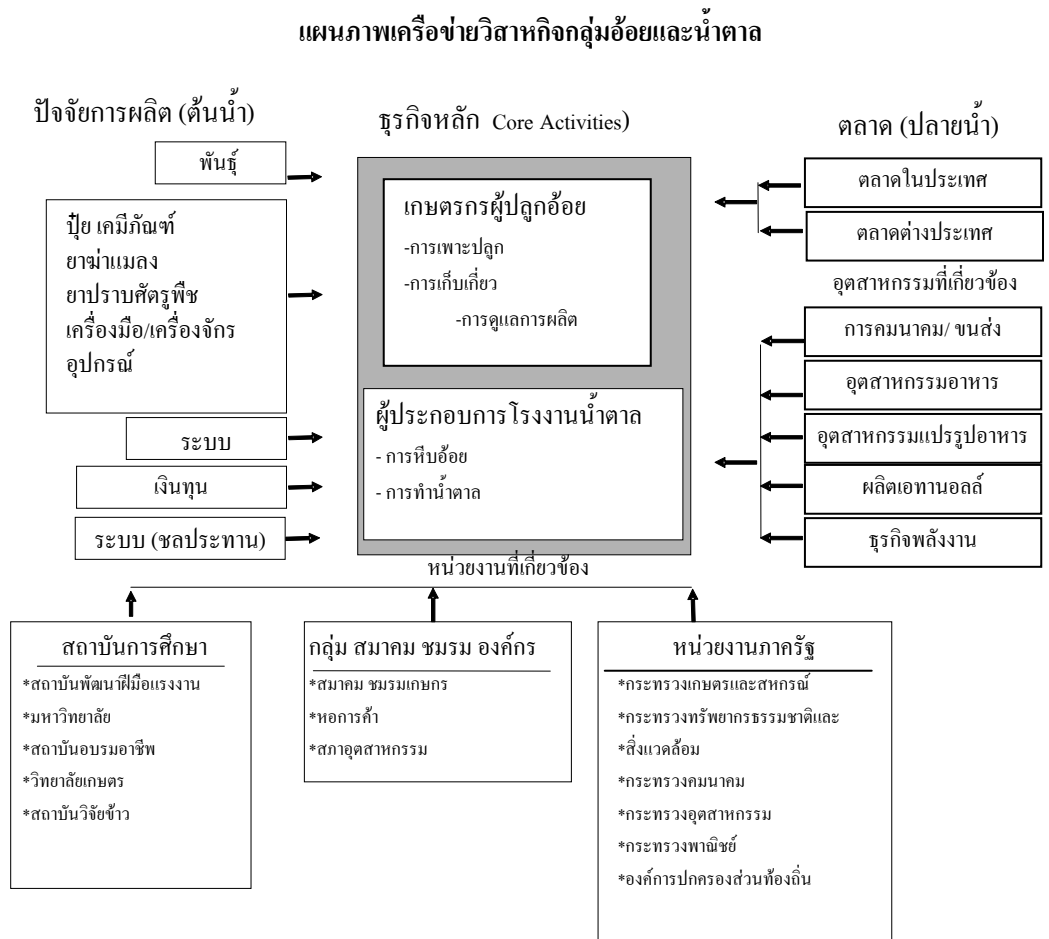 แผนภาพเครือข่ายวิสาหกิจกลุ่มอ้อยและน้ำตาล
ปัจจัยการผลิต (ต้นน้ำ)
พันธุ์
ปุ๋ย เคมีภัณฑ์
ยาฆ่าแมลง
ยาปราบศัตรูพืช
เครื่องมือ/เครื่องจักร
อุปกรณ์
ระบบ
เงินทุน
ระบบ (ชลประทาน)
ธุรกิจหลัก Core Activities)
เกษตรกรผู้ปลูกอ้อย
-การเพาะปลูก
-การเก็บเกี่ยว
-การดูแลการผลิต
ผู้ประกอบการโรงงานน้ำตาล
- การหีบอ้อย
- การทำน้ำตาล
ตลาด (ปลายน้ำ)
ตลาดในประเทศ
ตลาดต่างประเทศ
อุตสาหกรรมที่เกี่ยวข้อง
การคมนาคม/ ขนส่ง
อุตสาหกรรมอาหาร
อุตสาหกรรมแปรรูปอาหาร
ผลิตเอทานอลล์
ธุรกิจพลังงาน
หน่วยงานที่เกี่ยวข้อง
สถาบันการศึกษา
*สถาบันพัฒนาฝีมือแรงงาน
*มหาวิทยาลัย
*สถาบันอบรมอาชีพ
*วิทยาลัยเกษตร
*สถาบันวิจัยข้าว
กลุ่ม สมาคม ชมรม องค์กร
*สมาคม ชมรมเกษกร
*หอการค้า
*สภาอุตสาหกรรม
หน่วยงานภาครัฐ
*กระทรวงเกษตรและสหกรณ์
*กระทรวงทรัพยากรธรรมชาติและ
*สิ่งแวดล้อม
*กระทรวงคมนาคม
*กระทรวงอุตสาหกรรม
*กระทรวงพาณิชย์
*องค์การปกครองส่วนท้องถิ่น